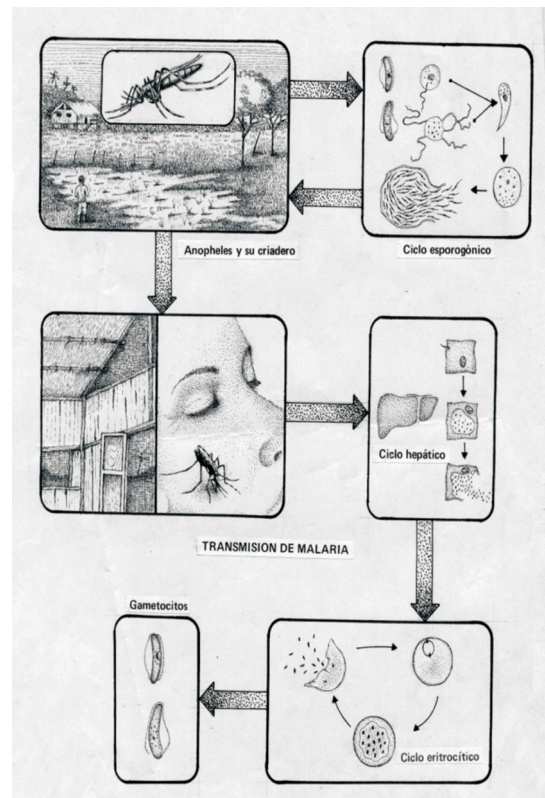 Anopheles y su criadero
Ciclo esporogónico
Ciclo hepático
TRANSMISION DE MALARIA
Gametocitos
Ciclo eritrocítico